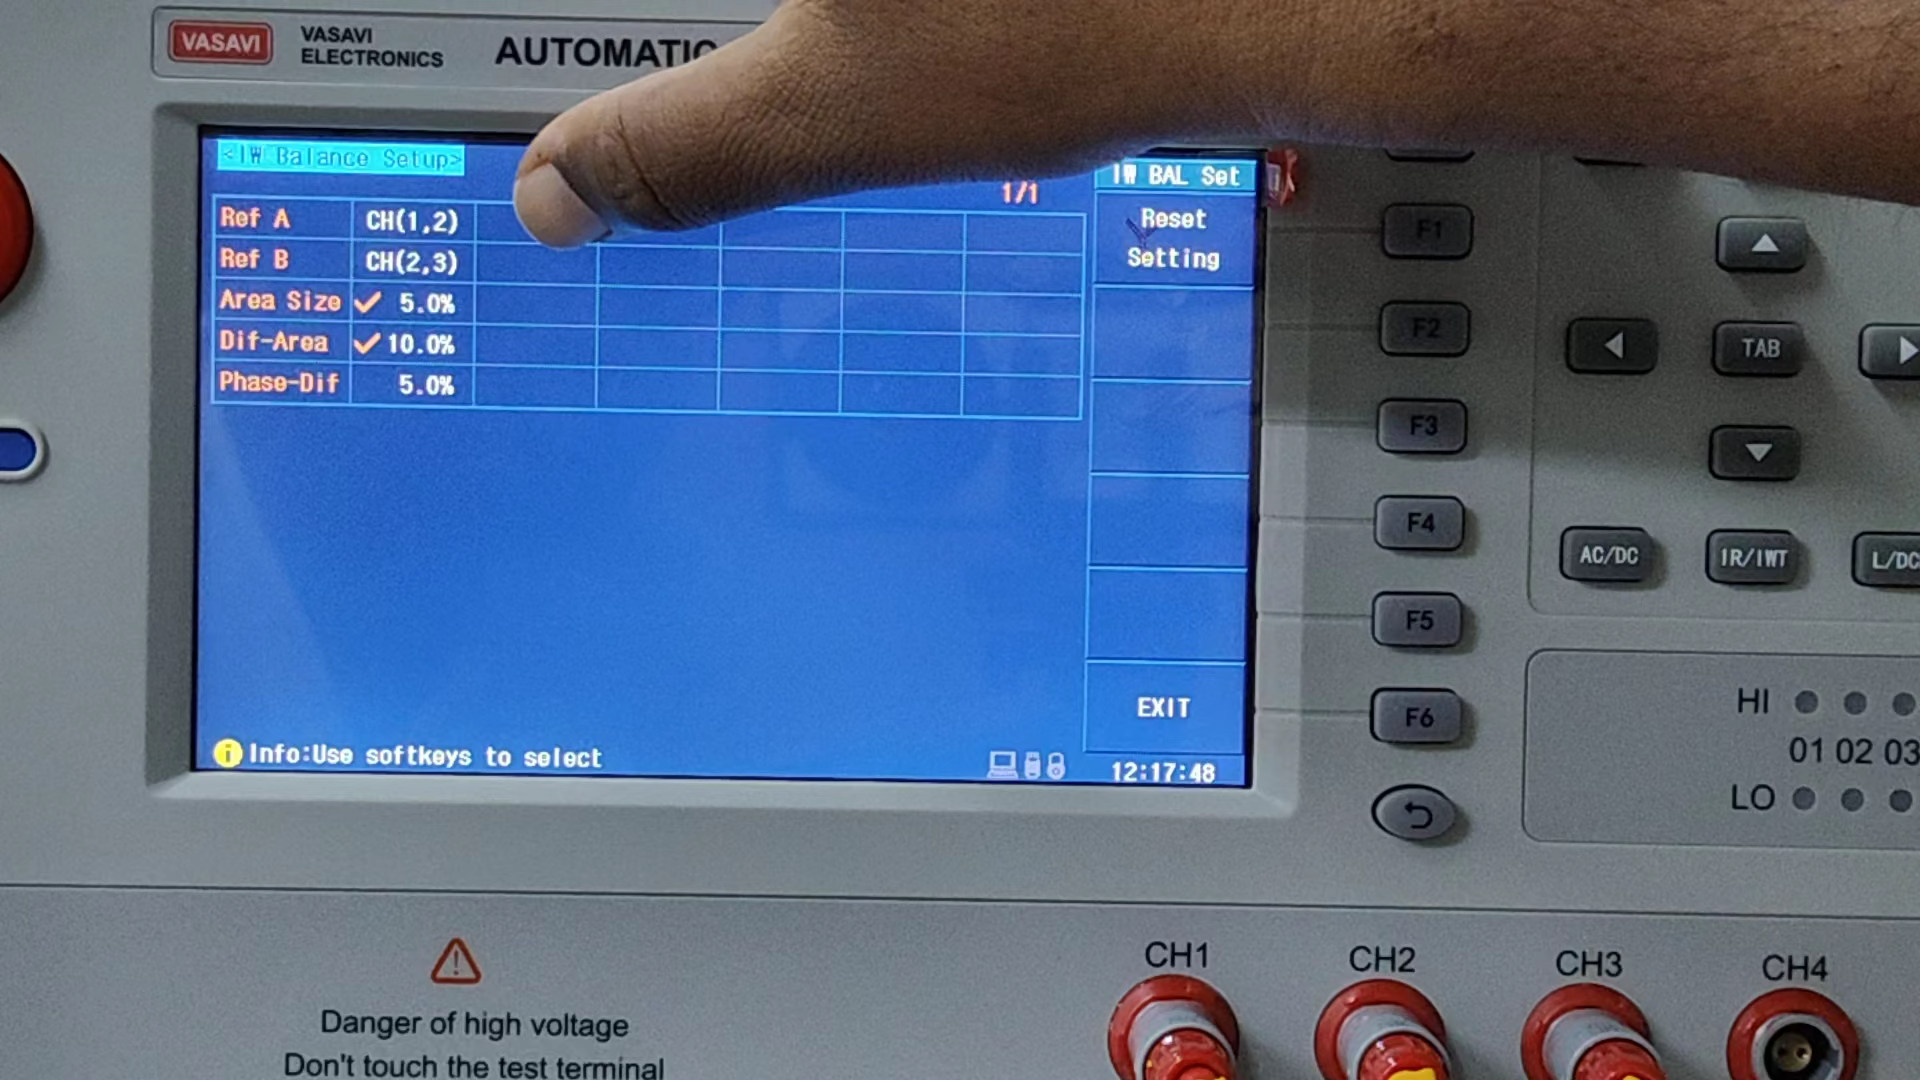 VASAVI
VASAVI
ELECTRONICS
AUTOMATIC
<IW Balance Setup>
1/1
IW BAL Set
Ref A CH(1,2)
Ref B CH(2,3)
Area Size 5.0%
Dif-Area 10.0%
Phase-Dif 5.0%
Reset
Setting
EXIT
Info:Use softkeys to select
12:17:48
F1
F2
F3
F4
F5
F6
TAB
AC/DC
IR/IWT
L/DC
HI
01 02 03
LO
CH1
CH2
CH3
CH4
Danger of high voltage
Don't touch the test terminal